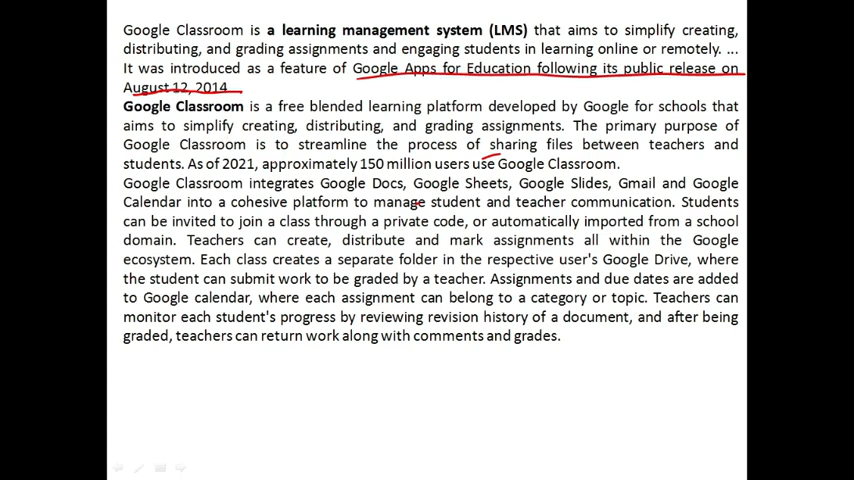 Google Classroom is a learning management system (LMS) that aims to simplify creating,
distributing, and grading assignments and engaging students in learning online or remotely. ...
It was introduced as a feature of Google Apps for Education following its public release on
August 12, 2014
Google Classroom is a free blended learning platform developed by Google for schools that
aims to simplify creating, distributing, and grading assignments. The primary purpose of
Google Classroom is to streamline the process of sharing files between teachers and
students. As of 2021, approximately 150 million users use Google Classroom.
Google Classroom integrates Google Docs, Google Sheets, Google Slides, Gmail and Google
Calendar into a cohesive platform to manage student and teacher communication. Students
can be invited to join a class through a private code, or automatically imported from a school
domain. Teachers can create, distribute and mark assignments all within the Google
ecosystem. Each class creates a separate folder in the respective user's Google Drive, where
the student can submit work to be graded by a teacher. Assignments and due dates are added
to Google calendar, where each assignment can belong to a category or topic. Teachers can
monitor each student's progress by reviewing revision history of a document, and after being
graded, teachers can return work along with comments and grades.